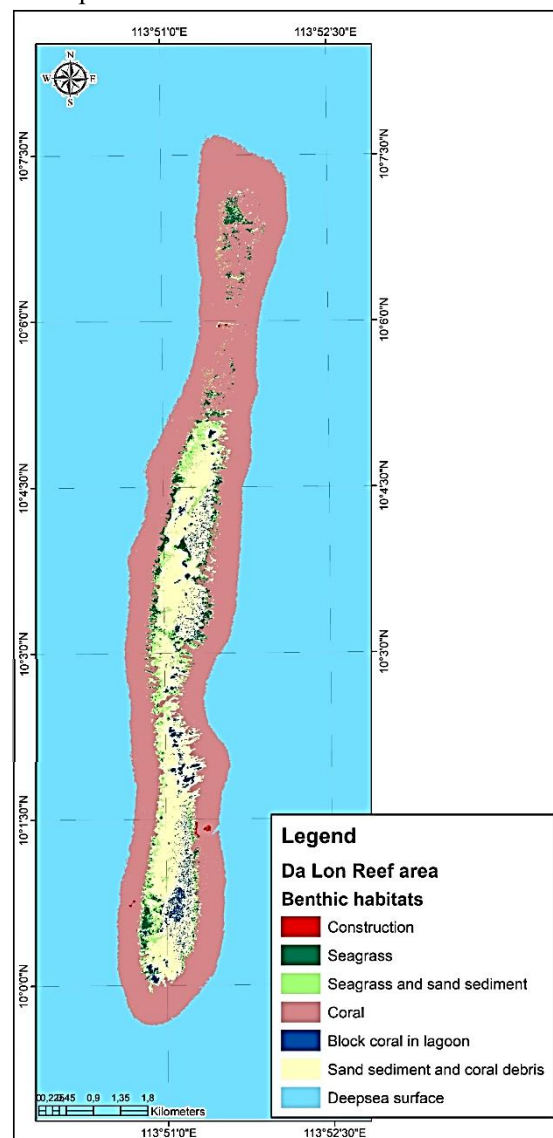 113°51'0"E 113°52'30"E
N
W E
S
10°7'30"N 10°7'30"N
10°6'0"N 10°6'0"N
10°4'30"N 10°4'30"N
10°3'0"N 10°3'0"N
10°1'30"N
10°0'0"N
Legend
Da Lon Reef area
Benthic habitats
Construction
Seagrass
Seagrass and sand sediment
Coral
Block coral in lagoon
Sand sediment and coral debris
Deepsea surface
0,9 1,35 1,8
Kilometers
113°51'0"E 113°52'30"E